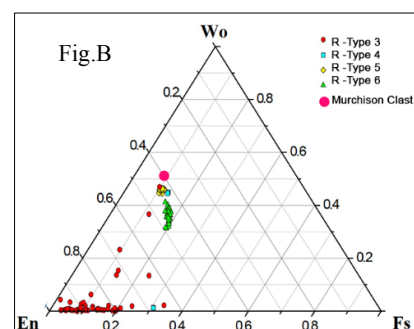 Wo
Fig.B
R -Type 3
R -Type 4
R -Type 5
R -Type 6
Murchison Clast
0.2
0.8
0.4
0.6
0.6
0.4
0.8
0.2
En
0.2
0.4
0.6
0.8
Fs